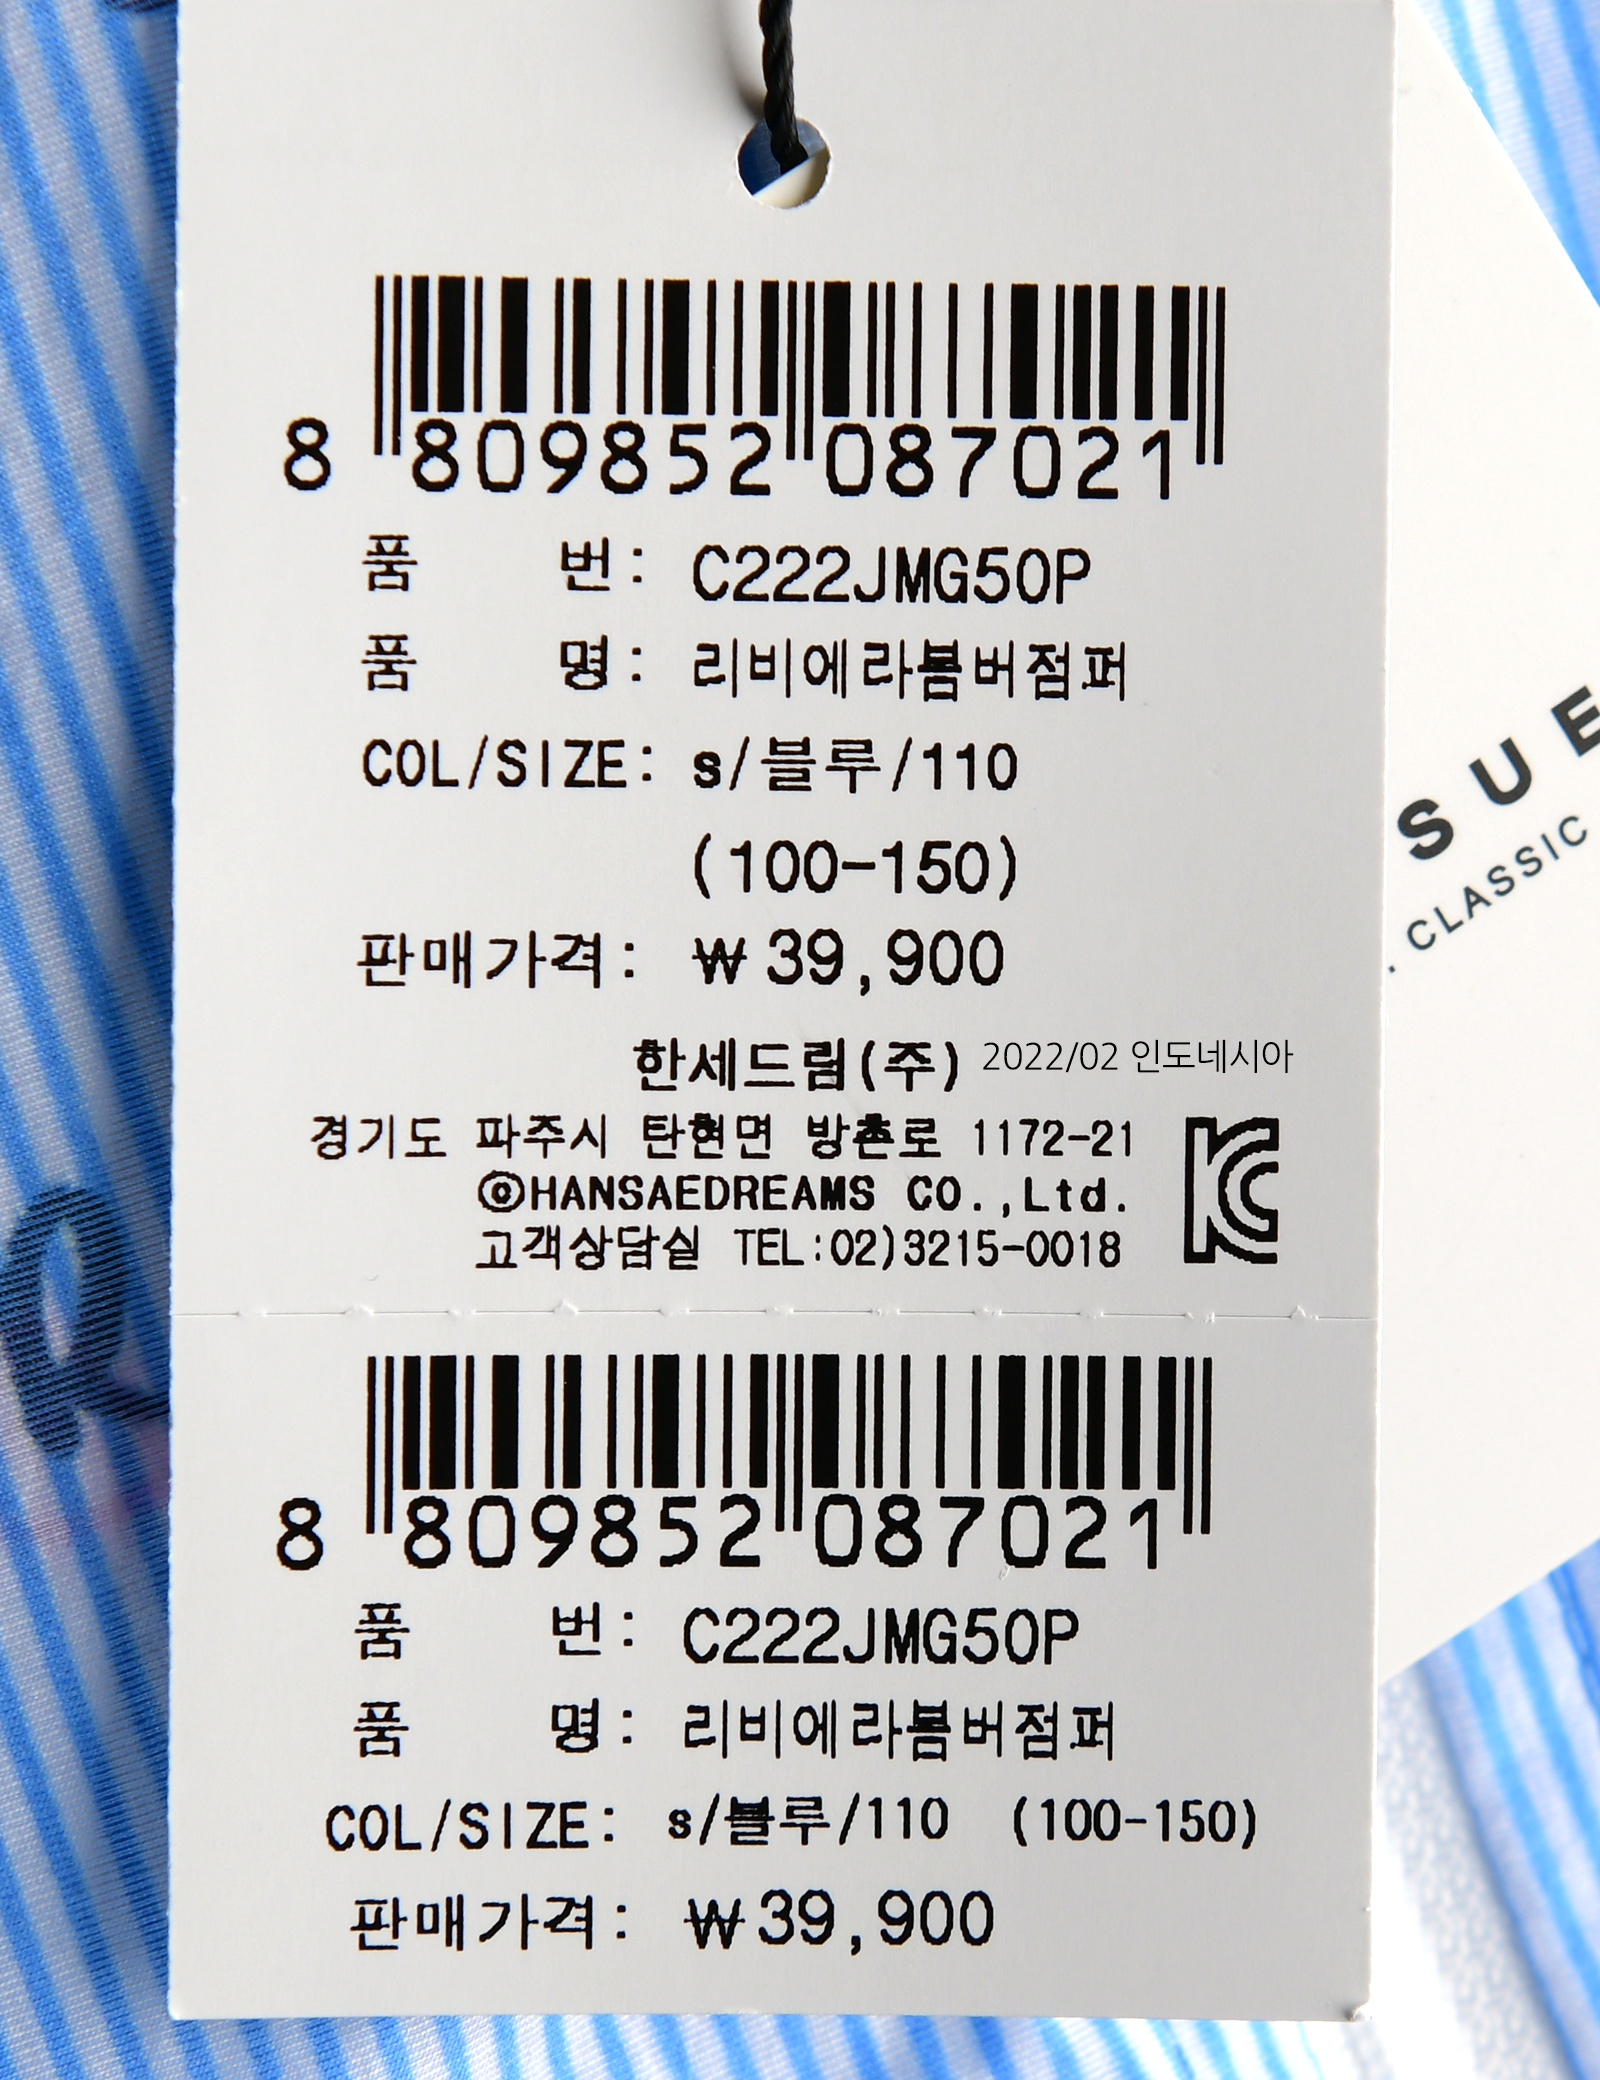 8 809852 087021
품 번: C222JMG50P
품 명: 리비에라봄버점퍼
COL/SIZE: s/블루/110
(100-150)
판매가격: ₩39,900
한세드림(주) 2022/02 인도네시아
경기도 파주시 탄현면 방촌로 1172-21
©HANSAEDREAMS CO.,Ltd.
고객상담실 TEL:02)3215-0018
8 809852 087021
품 번: C222JMG50P
품 명: 리비에라봄버점퍼
COL/SIZE: s/블루/110 (100-150)
판매가격: ₩39,900
SUE
. CLASSIC